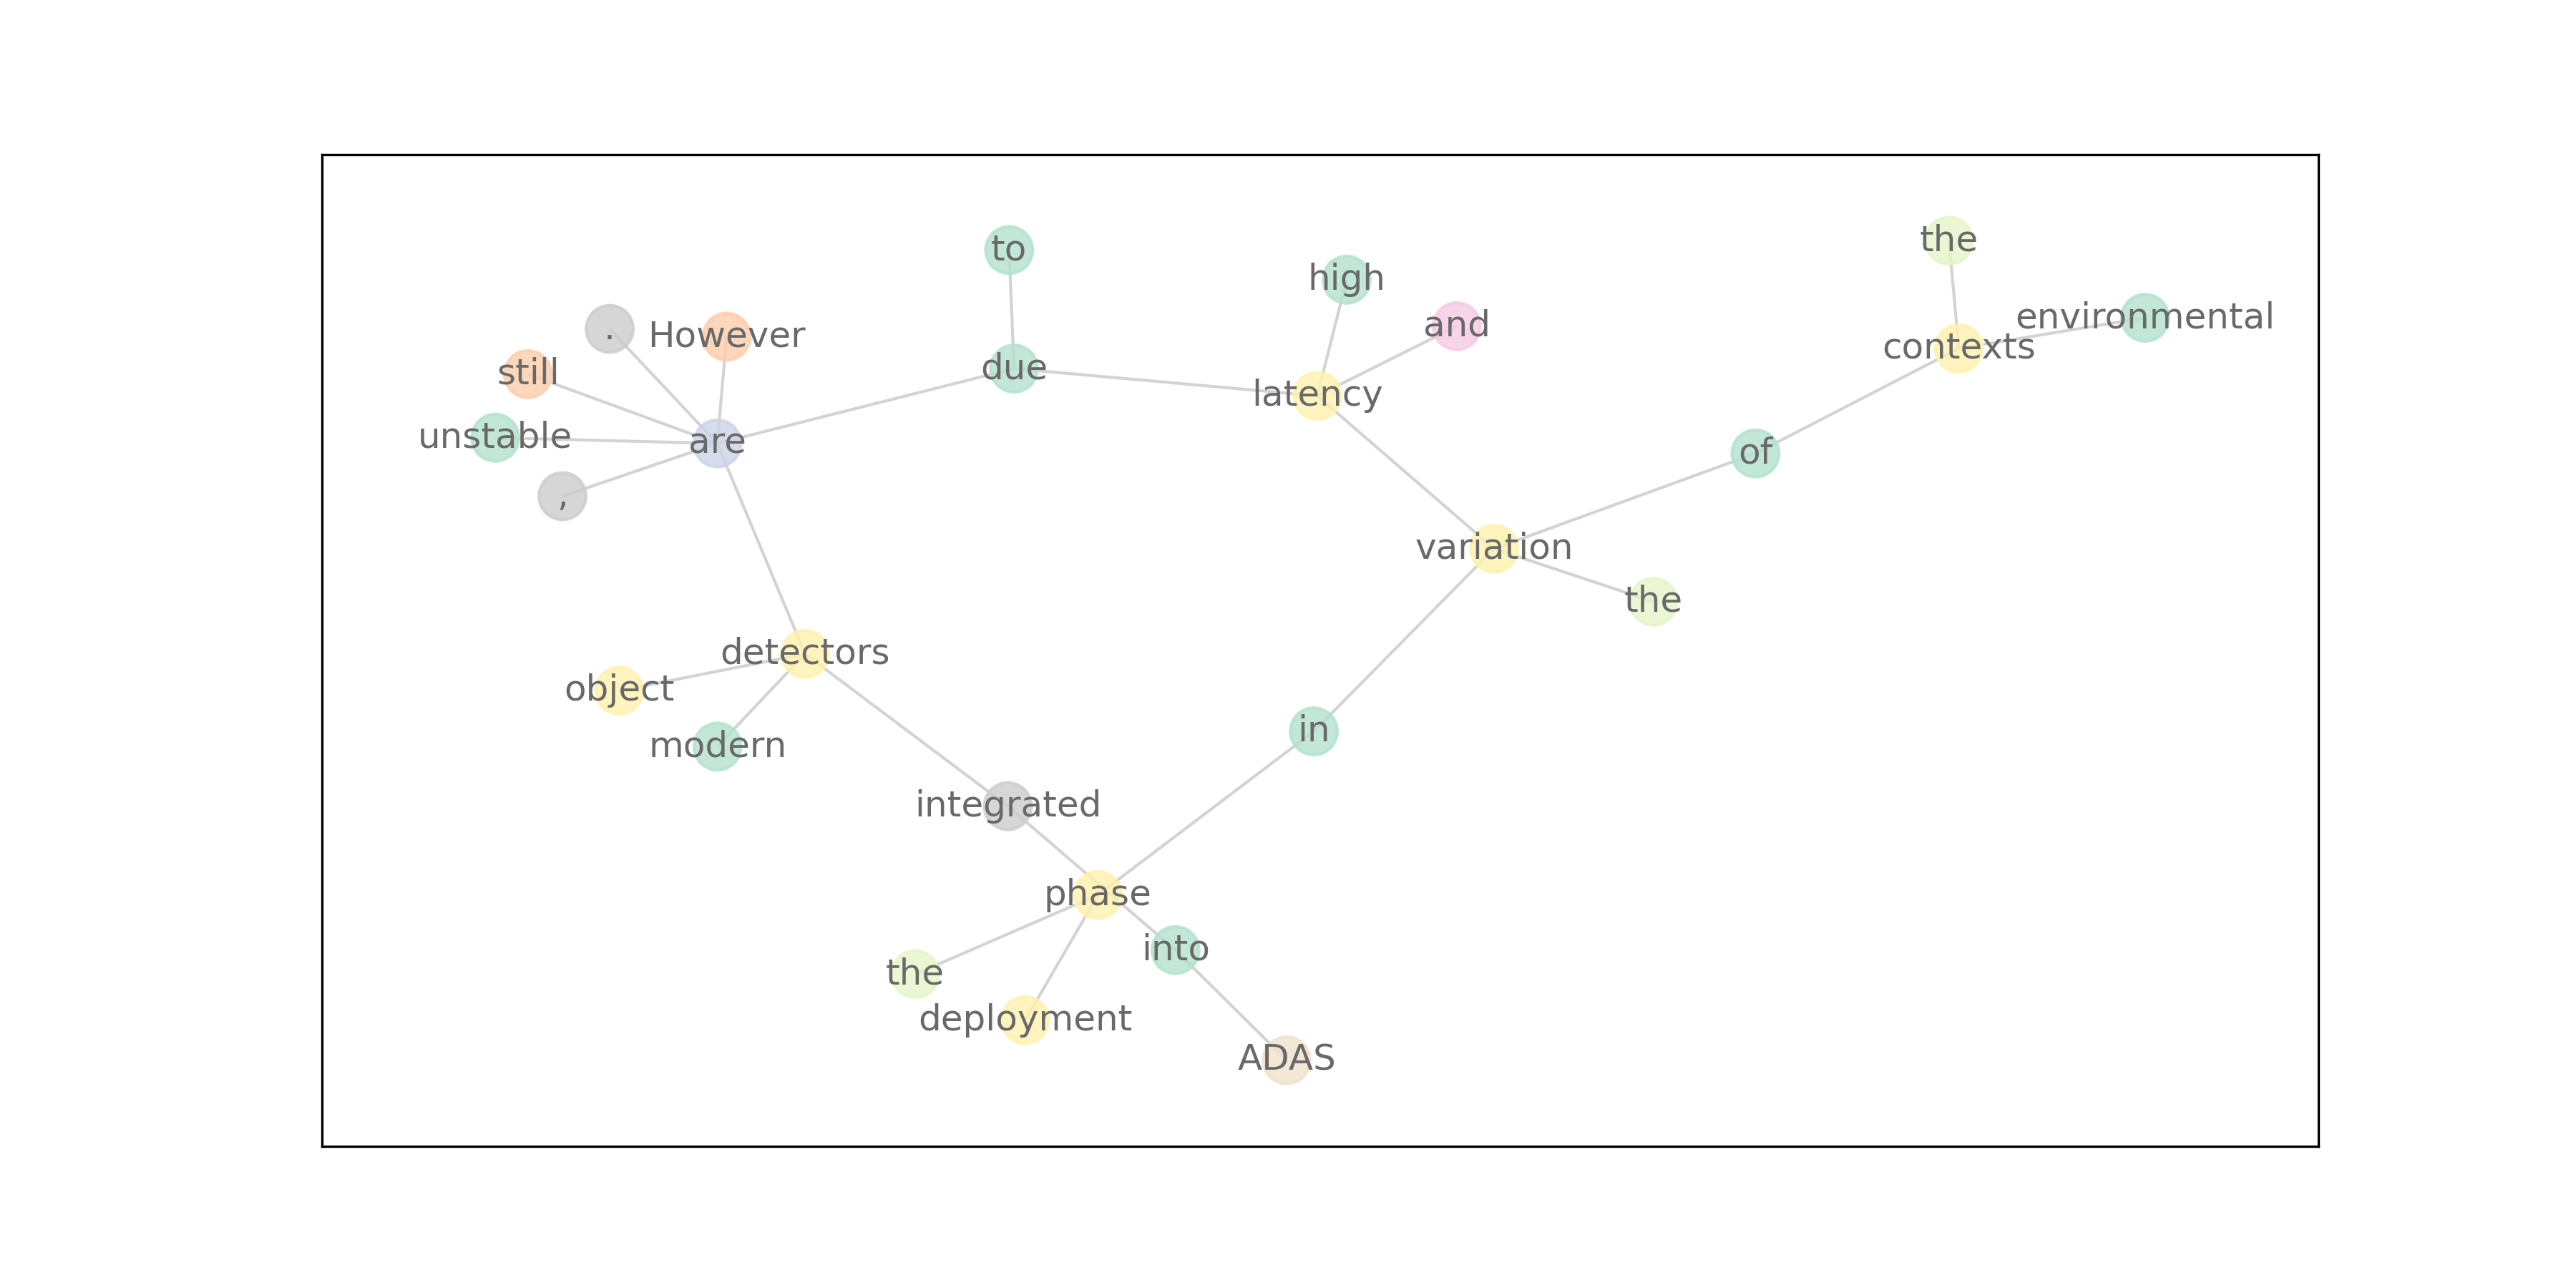 the
to
high
environmental
and
.
However
contexts
due
still
latency
unstable
are
of
,
variation
the
detectors
object
in
modern
integrated
phase
into
the
deployment
ADAS